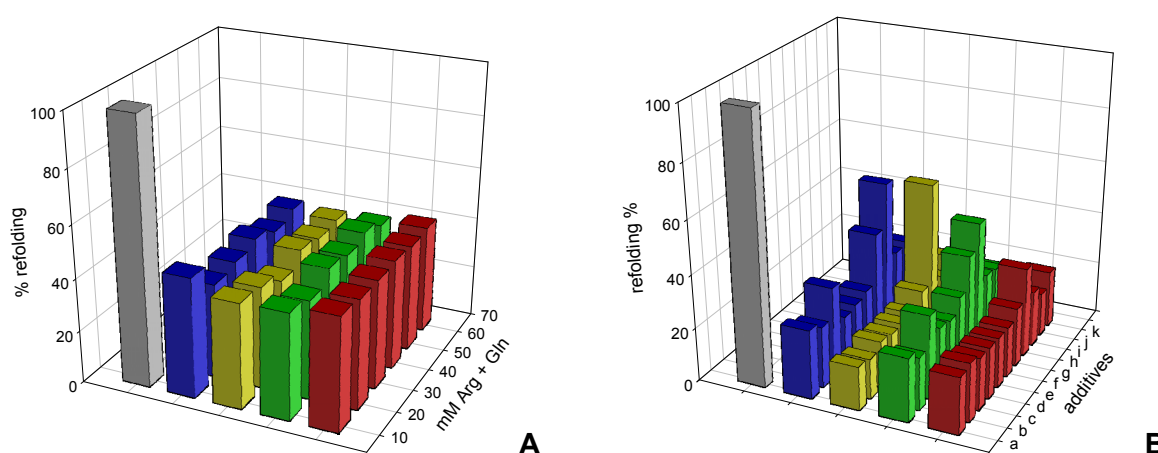 % refolding
100
80
60
40
20
0
10
20
30
40
50
60
70
mM Arg + Gln
A
refolding %
100
80
60
40
20
0
a
b
c
d
e
f
g
h
i
j
k
additives